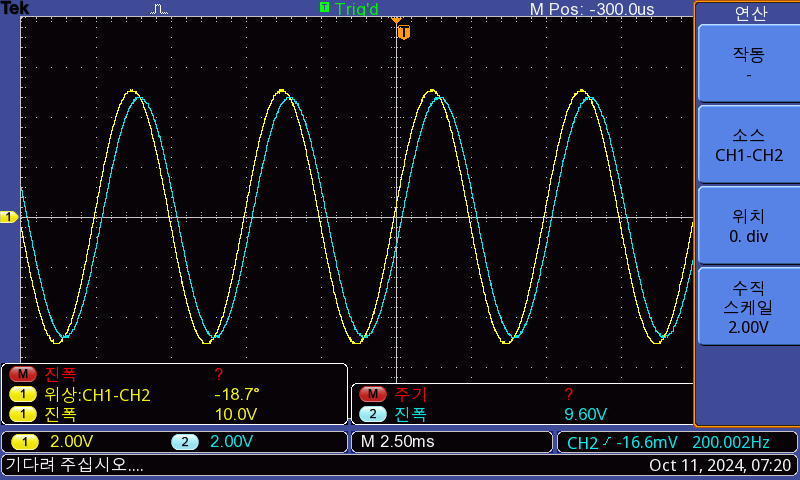 Tek
T Trig'd
M Pos: -300.0us
T
연산
작동
-
소스
CH1-CH2
위치
0. div
수직
스케일
2.00V
1
M 진폭 ?
1 위상:CH1-CH2 -18.7°
1 진폭 10.0V
M 주기 ?
2 진폭 9.60V
1 2.00V 2 2.00V
M 2.50ms
CH2 -16.6mV 200.002Hz
기다려 주십시오....
Oct 11, 2024, 07:20